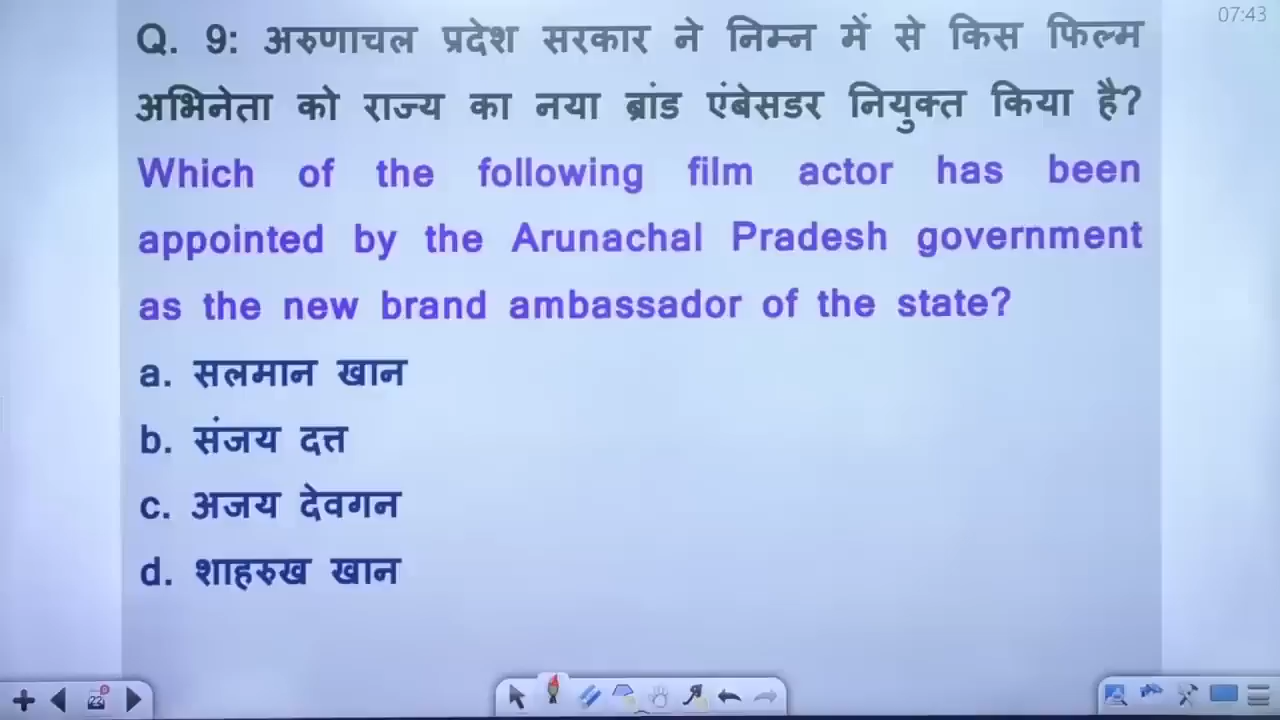 07:43
Q. 9: अरुणाचल प्रदेश सरकार ने निम्न में से किस फिल्म
अभिनेता को राज्य का नया ब्रांड एंबेसडर नियुक्त किया है?
Which of the following film actor has been
appointed by the Arunachal Pradesh government
as the new brand ambassador of the state?
a. सलमान खान
b. संजय दत्त
c. अजय देवगन
d. शाहरुख खान
22